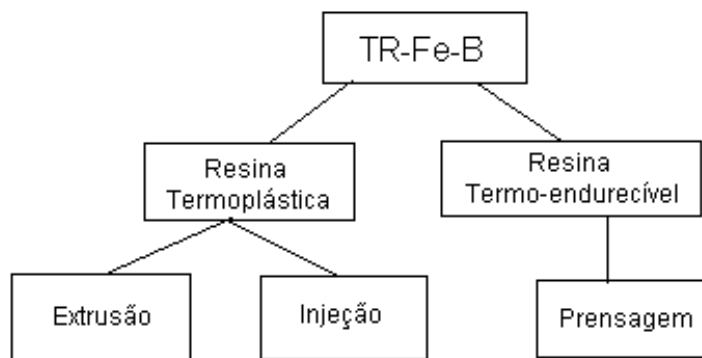 TR-Fe-B
Resina
Termoplástica
Resina
Termo-endurecível
Extrusão
Injeção
Prensagem